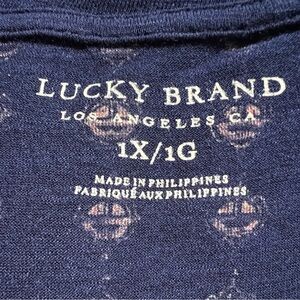 LUCKY BRAND
LOS ANGELES CA
1X/1G
MADE IN PHILIPPINES
FABRIQUÉ AUX PHILIPPINES